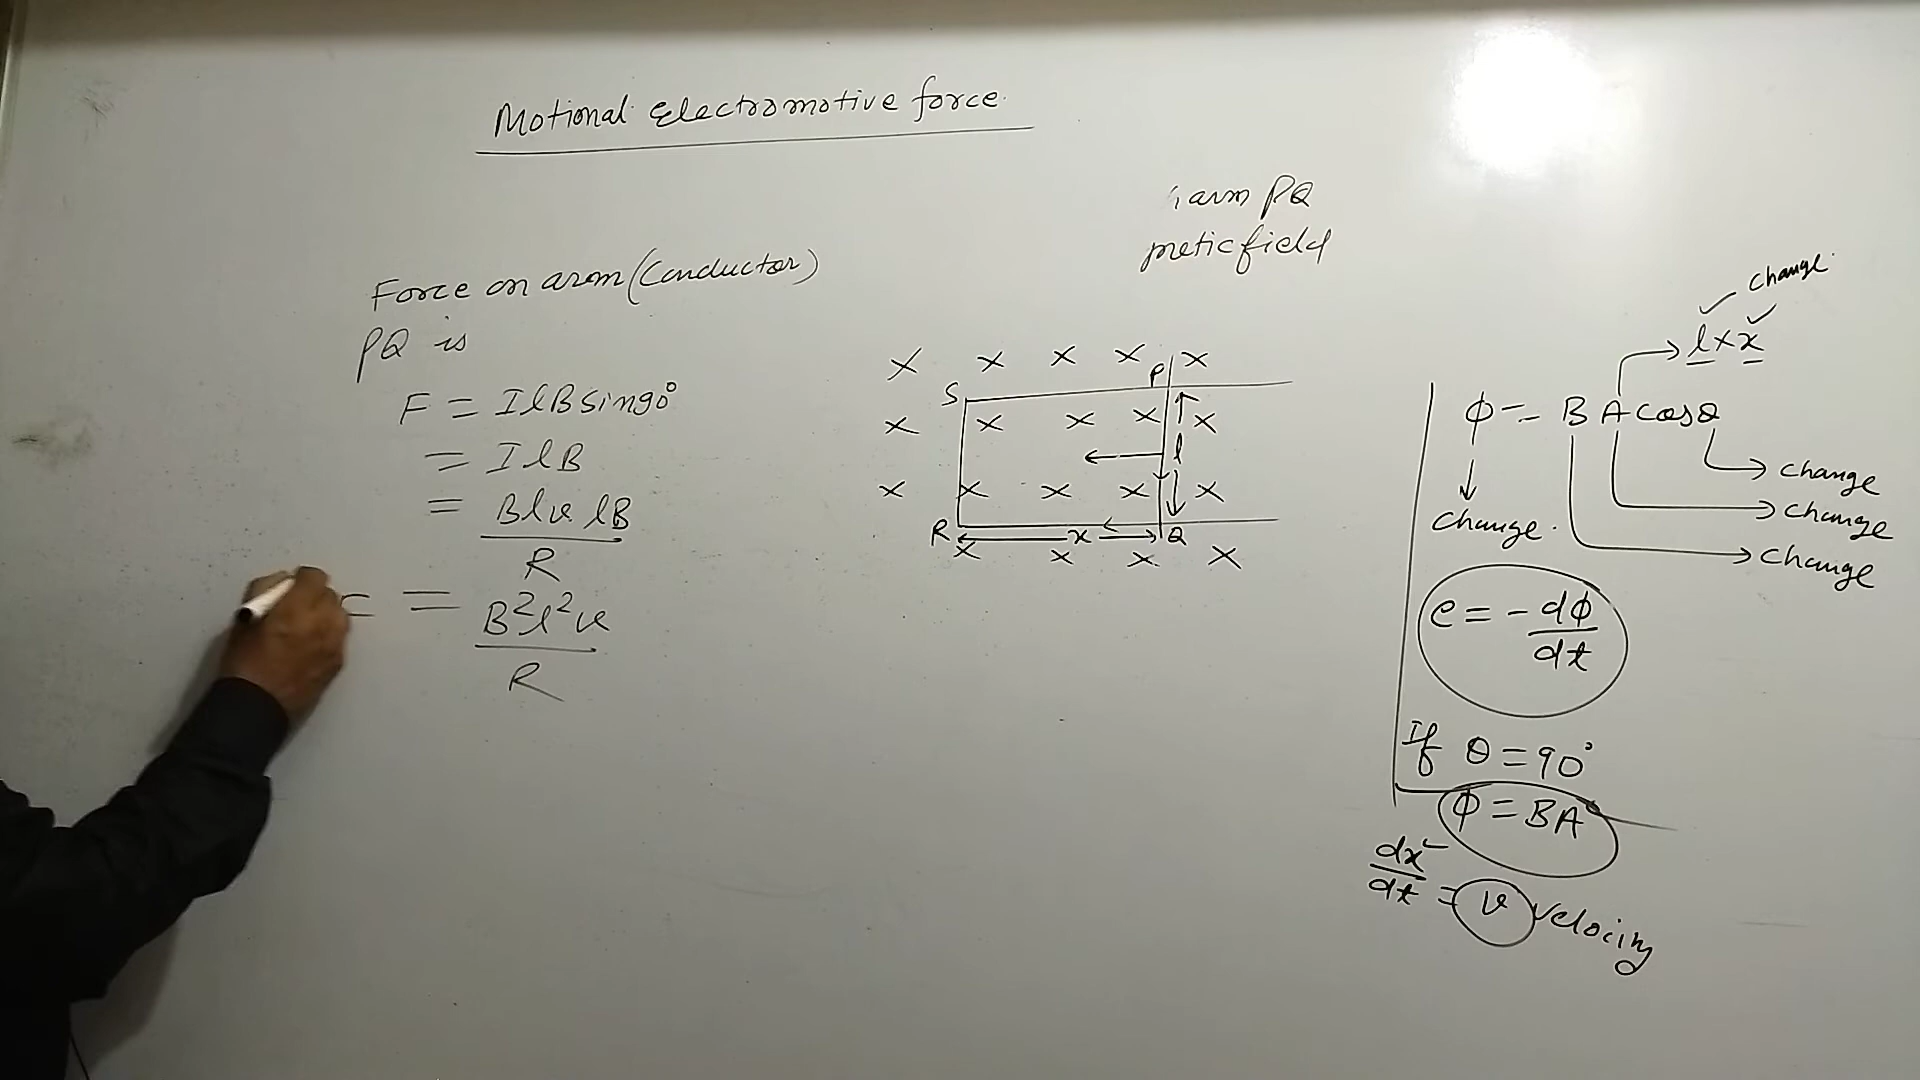 Motional Electromotive force.
arm PQ
netic field
Force on arm (Conductor)
PQ is
F = IlB sin90°
= IlB
= Blv lB
R
= B²l²v
R
x x x x x
S P
x x x x x
l
x x x x x
R x Q
x x x x
change
l x x
ϕ = BA cosθ
change
change
change
change.
e = - dϕ
dt
If θ = 90°
ϕ = BA
dx
dt = v velocity